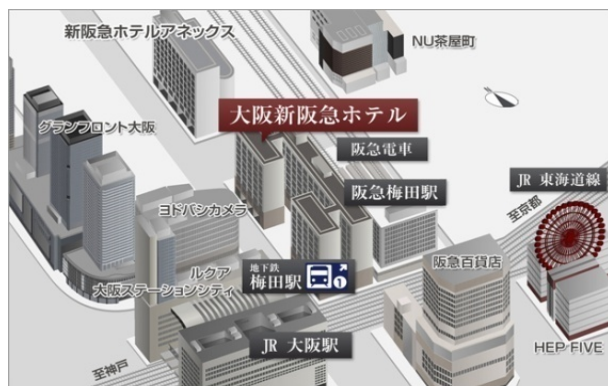 新阪急ホテルアネックス
NU茶屋町
大阪新阪急ホテル
グランフロント大阪
阪急電車
JR 東海道線
阪急梅田駅
至京都
ヨドバシカメラ
地下鉄
梅田駅
1
阪急百貨店
ルクア
大阪ステーションシティ
JR 大阪駅
HEP FIVE
至神戸